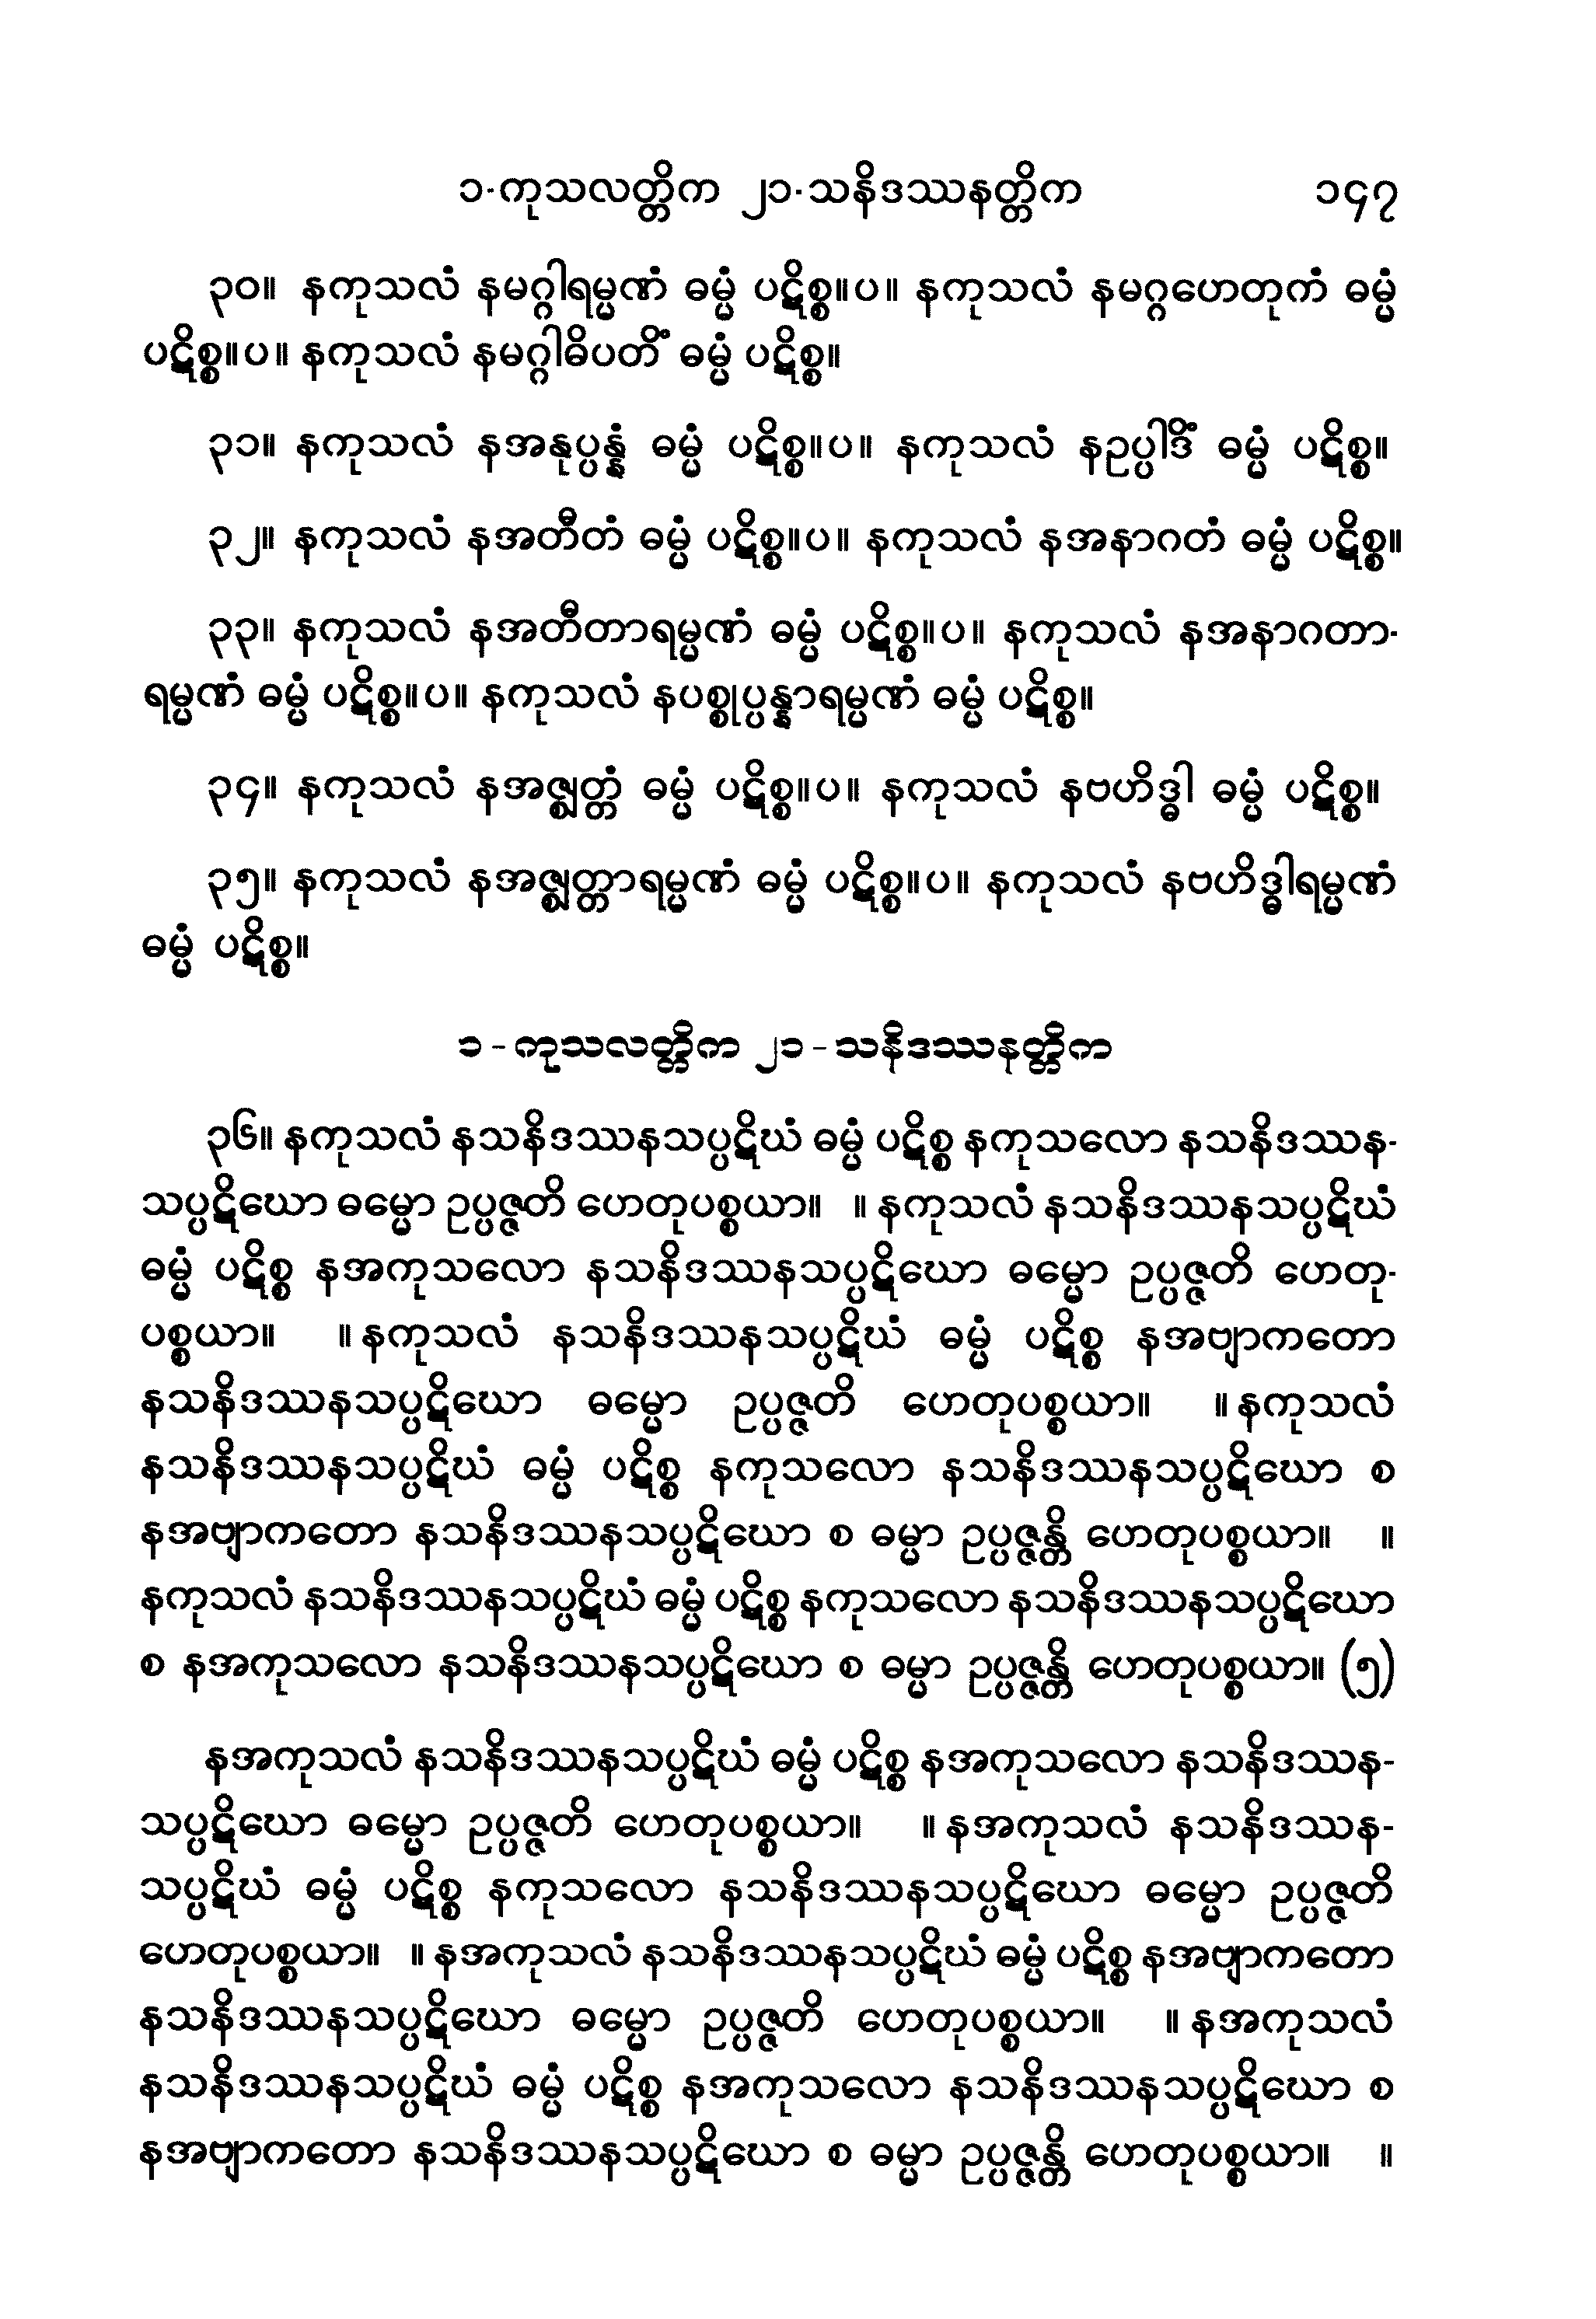 ၁-ကုသလတ္တိက ၂၁-သနိဒဿနတ္တိက ၁၄၇
၃၀။ နကုသလံ နမဂ္ဂါရမ္မဏံ ဓမ္မံ ပဋိစ္စ။ပ။ နကုသလံ နမဂ္ဂဟေတုကံ ဓမ္မံ
ပဋိစ္စ။ပ။ နကုသလံ နမဂ္ဂါဓိပတိံ ဓမ္မံ ပဋိစ္စ။
၃၁။ နကုသလံ နအနုပ္ပန္နံ ဓမ္မံ ပဋိစ္စ။ပ။ နကုသလံ နဥပ္ပါဒိံ ဓမ္မံ ပဋိစ္စ။
၃၂။ နကုသလံ နအတီတံ ဓမ္မံ ပဋိစ္စ။ပ။ နကုသလံ နအနာဂတံ ဓမ္မံ ပဋိစ္စ။
၃၃။ နကုသလံ နအတီတာရမ္မဏံ ဓမ္မံ ပဋိစ္စ။ပ။ နကုသလံ နအနာဂတာ-
ရမ္မဏံ ဓမ္မံ ပဋိစ္စ။ပ။ နကုသလံ နပစ္စုပ္ပန္နာရမ္မဏံ ဓမ္မံ ပဋိစ္စ။
၃၄။ နကုသလံ နအဇ္ဈတ္တံ ဓမ္မံ ပဋိစ္စ။ပ။ နကုသလံ နဗဟိဒ္ဓါ ဓမ္မံ ပဋိစ္စ။
၃၅။ နကုသလံ နအဇ္ဈတ္တာရမ္မဏံ ဓမ္မံ ပဋိစ္စ။ပ။ နကုသလံ နဗဟိဒ္ဓါရမ္မဏံ
ဓမ္မံ ပဋိစ္စ။
၁ - ကုသလတ္တိက ၂၁ - သနိဒဿနတ္တိက
၃၆။ နကုသလံ နသနိဒဿနသပ္ပဋိဃံ ဓမ္မံ ပဋိစ္စ နကုသလော နသနိဒဿန-
သပ္ပဋိဃော ဓမ္မော ဥပ္ပဇ္ဇတိ ဟေတုပစ္စယာ။ ။ နကုသလံ နသနိဒဿနသပ္ပဋိဃံ
ဓမ္မံ ပဋိစ္စ နအကုသလော နသနိဒဿနသပ္ပဋိဃော ဓမ္မော ဥပ္ပဇ္ဇတိ ဟေတု-
ပစ္စယာ။ ။ နကုသလံ နသနိဒဿနသပ္ပဋိဃံ ဓမ္မံ ပဋိစ္စ နအဗျာကတော
နသနိဒဿနသပ္ပဋိဃော ဓမ္မော ဥပ္ပဇ္ဇတိ ဟေတုပစ္စယာ။ ။ နကုသလံ
နသနိဒဿနသပ္ပဋိဃံ ဓမ္မံ ပဋိစ္စ နကုသလော နသနိဒဿနသပ္ပဋိဃော စ
နအဗျာကတော နသနိဒဿနသပ္ပဋိဃော စ ဓမ္မာ ဥပ္ပဇ္ဇန္တိ ဟေတုပစ္စယာ။ ။
နကုသလံ နသနိဒဿနသပ္ပဋိဃံ ဓမ္မံ ပဋိစ္စ နကုသလော နသနိဒဿနသပ္ပဋိဃော
စ နအကုသလော နသနိဒဿနသပ္ပဋိဃော စ ဓမ္မာ ဥပ္ပဇ္ဇန္တိ ဟေတုပစ္စယာ။ (၅)
နအကုသလံ နသနိဒဿနသပ္ပဋိဃံ ဓမ္မံ ပဋိစ္စ နအကုသလော နသနိဒဿန-
သပ္ပဋိဃော ဓမ္မော ဥပ္ပဇ္ဇတိ ဟေတုပစ္စယာ။ ။ နအကုသလံ နသနိဒဿန-
သပ္ပဋိဃံ ဓမ္မံ ပဋိစ္စ နကုသလော နသနိဒဿနသပ္ပဋိဃော ဓမ္မော ဥပ္ပဇ္ဇတိ
ဟေတုပစ္စယာ။ ။ နအကုသလံ နသနိဒဿနသပ္ပဋိဃံ ဓမ္မံ ပဋိစ္စ နအဗျာကတော
နသနိဒဿနသပ္ပဋိဃော ဓမ္မော ဥပ္ပဇ္ဇတိ ဟေတုပစ္စယာ။ ။ နအကုသလံ
နသနိဒဿနသပ္ပဋိဃံ ဓမ္မံ ပဋိစ္စ နအကုသလော နသနိဒဿနသပ္ပဋိဃော စ
နအဗျာကတော နသနိဒဿနသပ္ပဋိဃော စ ဓမ္မာ ဥပ္ပဇ္ဇန္တိ ဟေတုပစ္စယာ။ ။